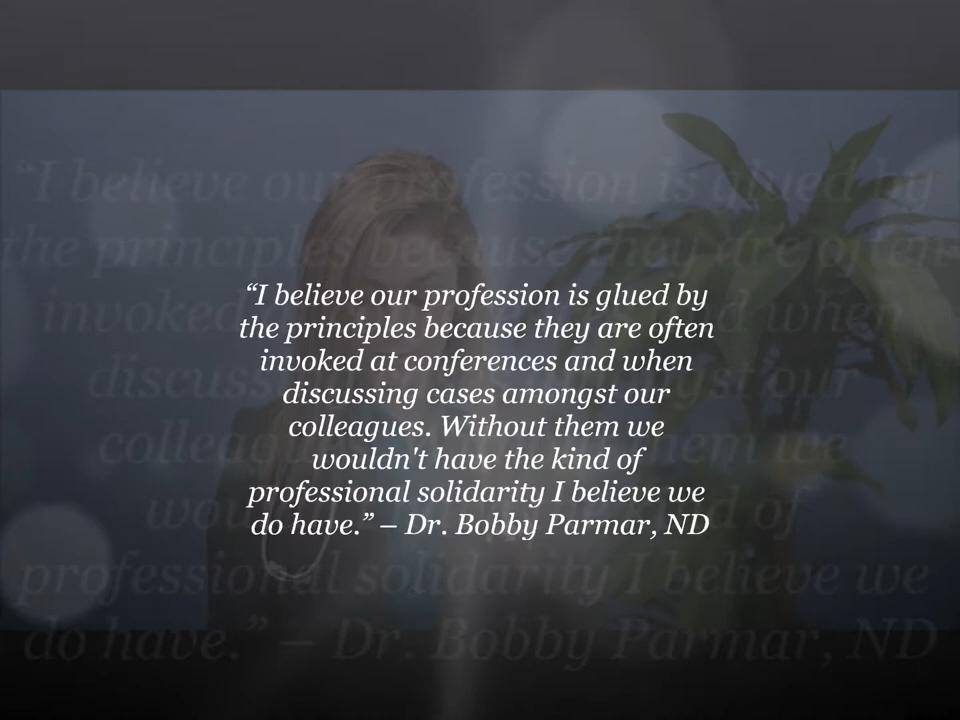 “I believe our profession is glued by
the principles because they are often
invoked at conferences and when
discussing cases amongst our
colleagues. Without them we
wouldn't have the kind of
professional solidarity I believe we
do have.” – Dr. Bobby Parmar, ND